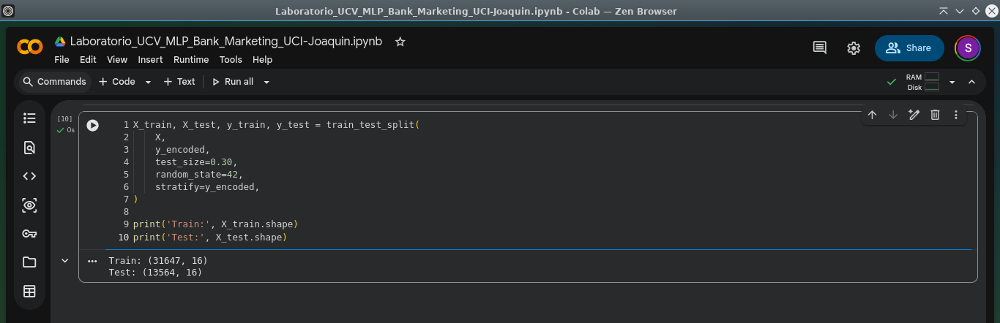 Laboratorio_UCV_MLP_Bank_Marketing_UCI-Joaquin.ipynb - Colab — Zen Browser
Laboratorio_UCV_MLP_Bank_Marketing_UCI-Joaquin.ipynb
File Edit View Insert Runtime Tools Help
Share
S
Commands + Code + Text Run all
RAM
Disk
[10]
0s
1 X_train, X_test, y_train, y_test = train_test_split(
2     X,
3     y_encoded,
4     test_size=0.30,
5     random_state=42,
6     stratify=y_encoded,
7 )
8
9 print('Train:', X_train.shape)
10 print('Test:', X_test.shape)
Train: (31647, 16)
Test: (13564, 16)